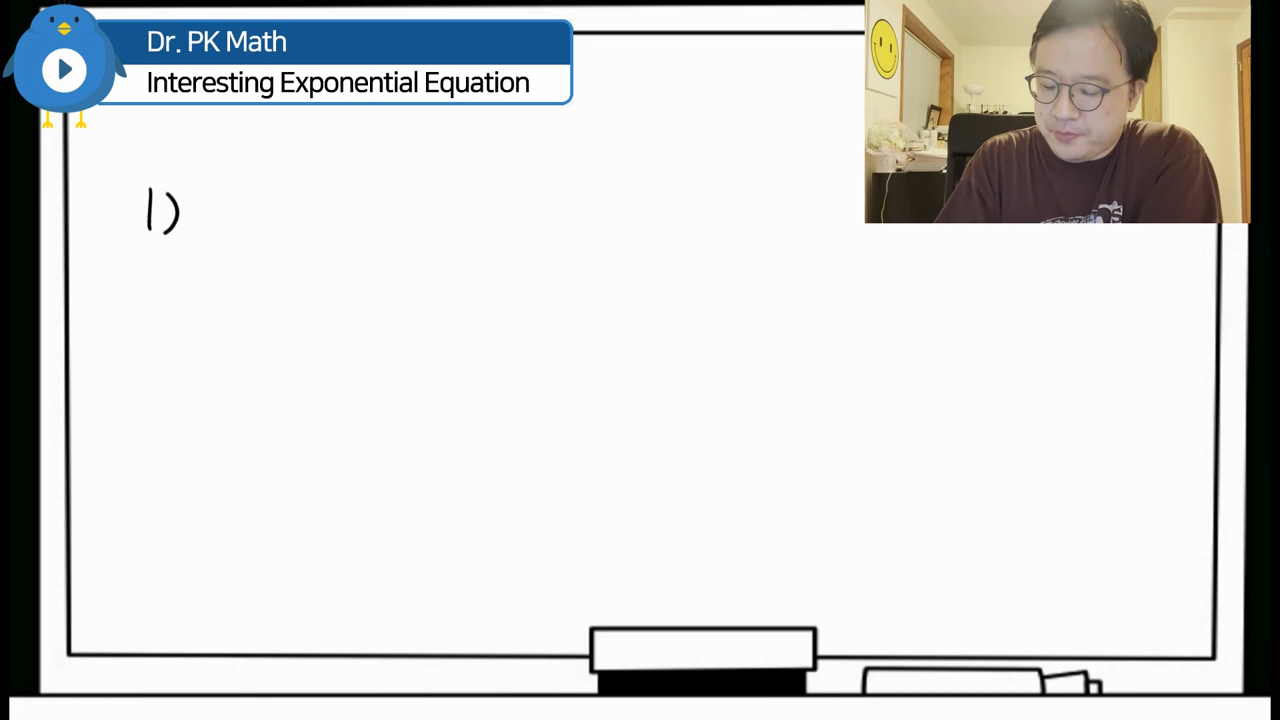 Dr. PK Math
Interesting Exponential Equation
1)